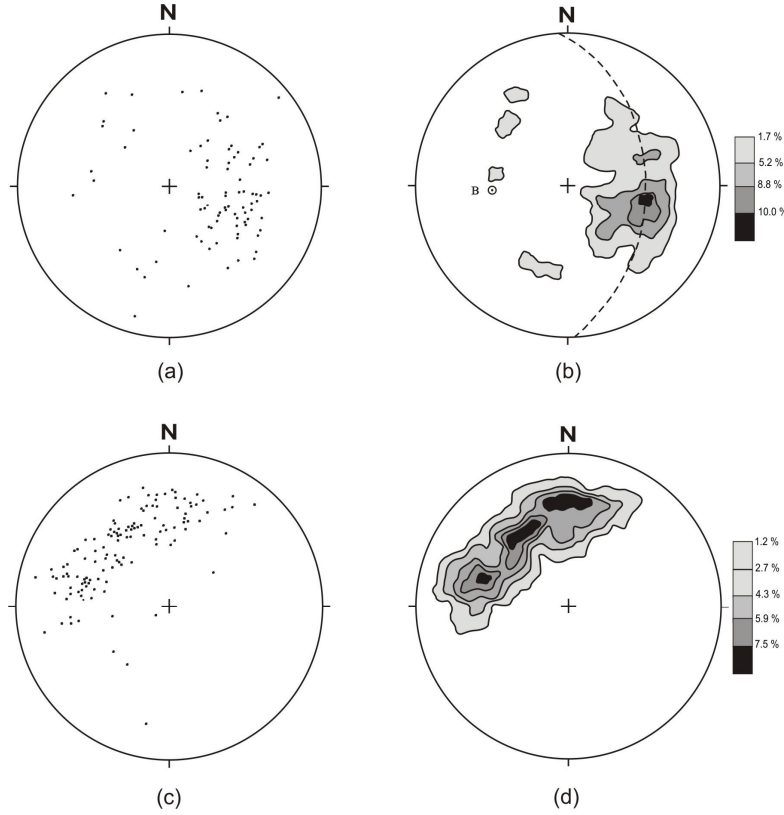 N
N
1.7 %
5.2 %
8.8 %
10.0 %
B
(a)
(b)
N
N
1.2 %
2.7 %
4.3 %
5.9 %
7.5 %
(c)
(d)